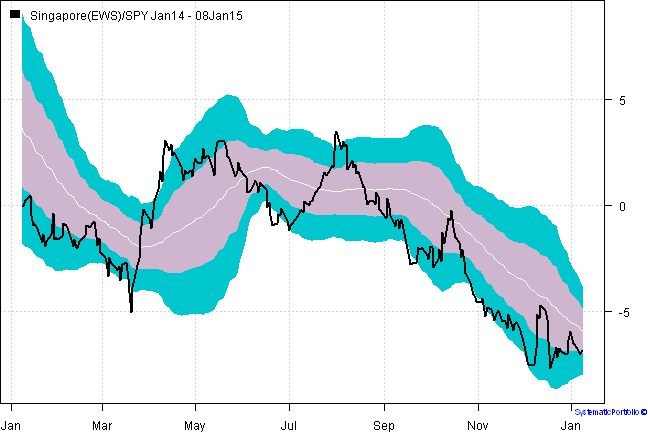 Singapore(EWS)/SPY Jan14 - 08Jan15
5
0
-5
SystematicPortfolio ©
Jan Mar May Jul Sep Nov Jan